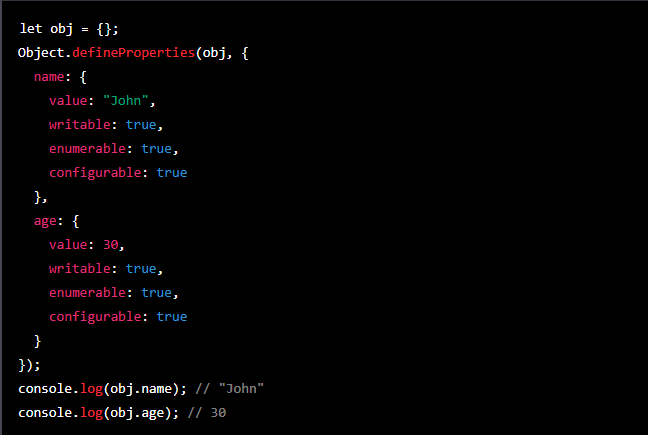 let obj = {};
Object.defineProperties(obj, {
  name: {
    value: "John",
    writable: true,
    enumerable: true,
    configurable: true
  },
  age: {
    value: 30,
    writable: true,
    enumerable: true,
    configurable: true
  }
});
console.log(obj.name); // "John"
console.log(obj.age); // 30